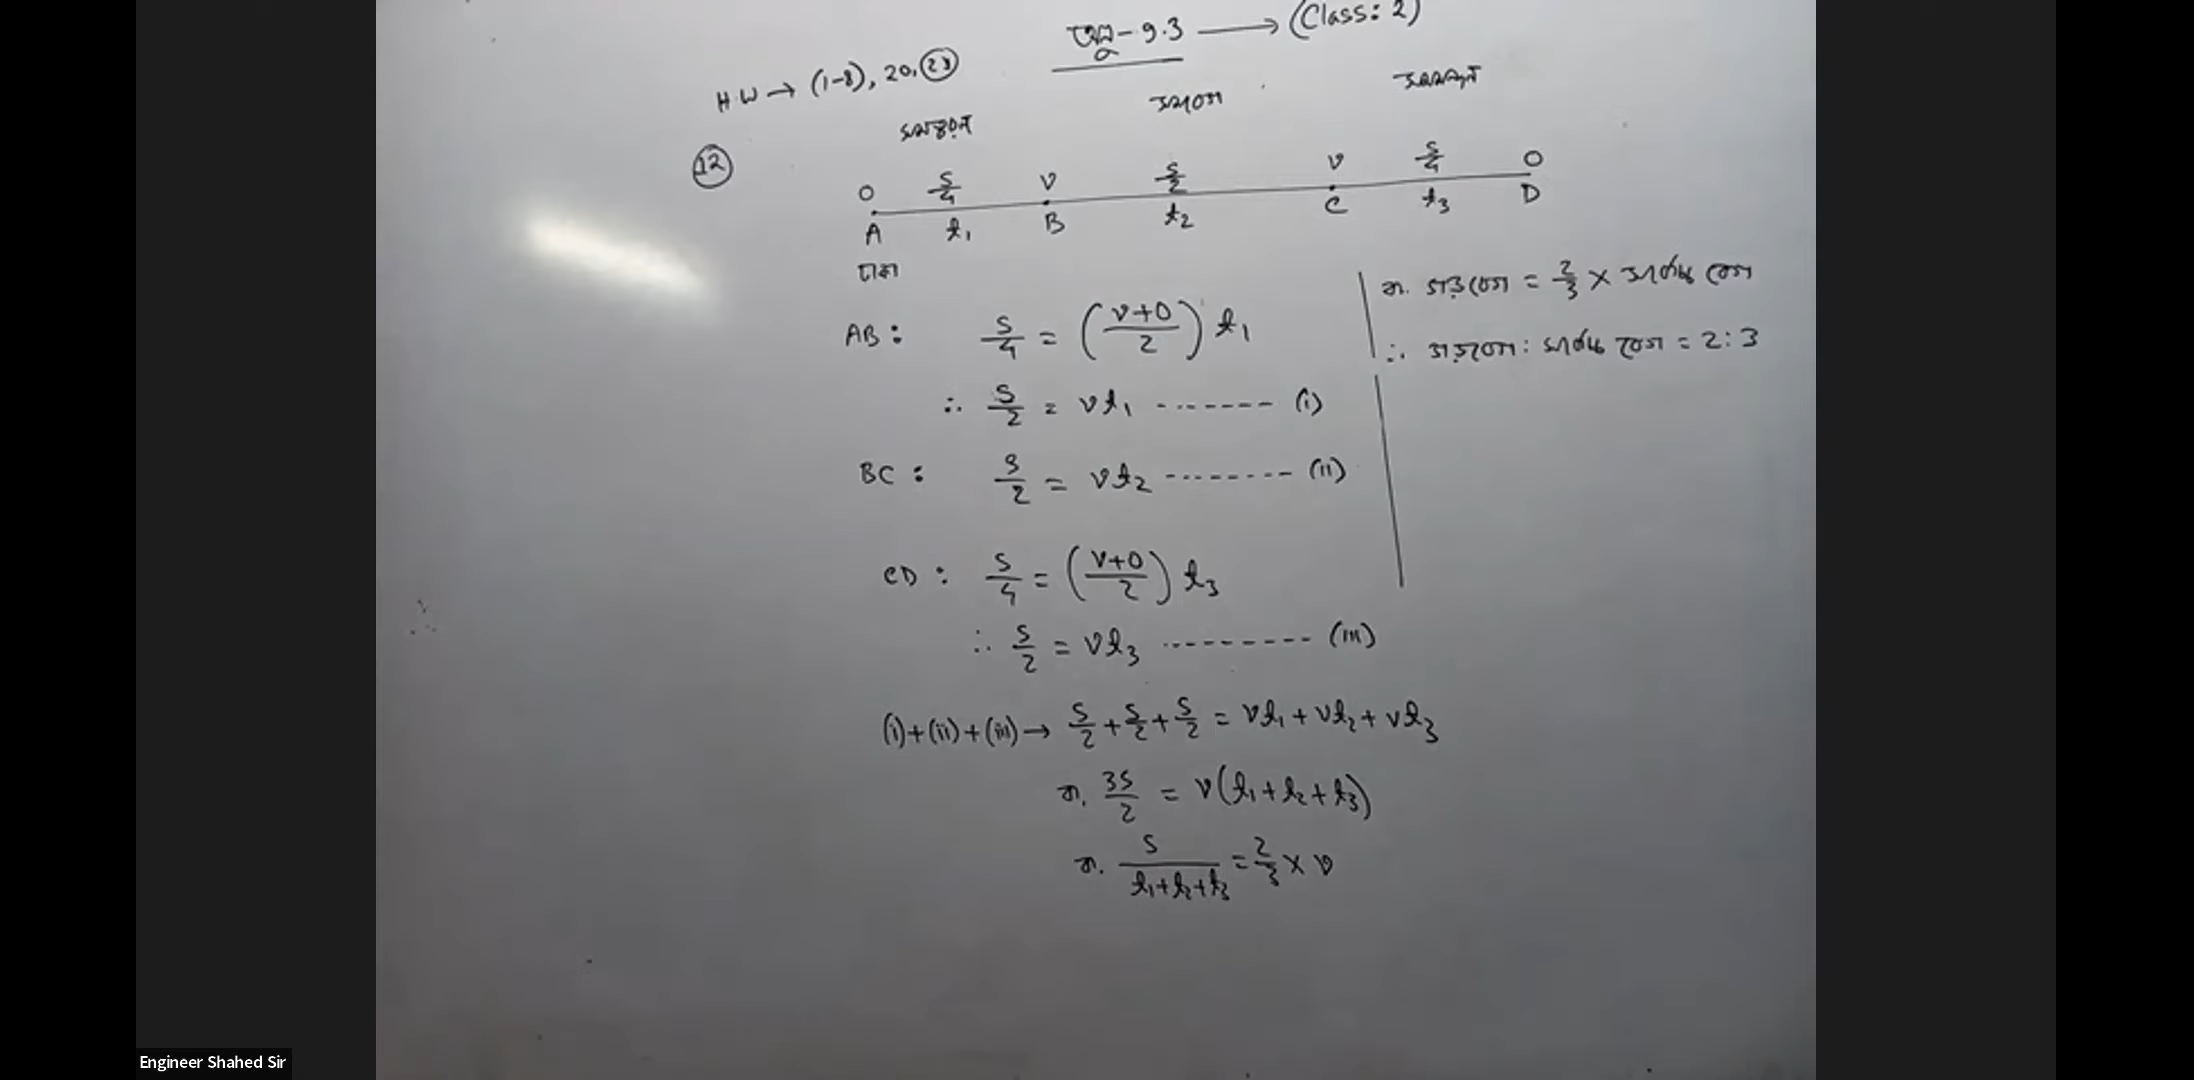 অনু-9.3 → (Class: 2)
H.W → (1-8), 20, 23
সমত্বরণ সমবেগ সমমন্দন
12
O S/4 V S/2 V S/4 O
A t₁ B t₂ C t₃ D
ঢাকা
AB : S/4 = ((v+0)/2) t₁
∴ S/2 = vt₁ ------- (i)
BC : S/2 = vt₂ -------- (ii)
CD : S/4 = ((v+0)/2) t₃
∴ S/2 = vt₃ --------- (iii)
(i)+(ii)+(iii) → S/2 + S/2 + S/2 = vt₁ + vt₂ + vt₃
বা, 3S/2 = v(t₁+t₂+t₃)
বা, S/(t₁+t₂+t₃) = 2/3 × v
বা, গড়বেগ = 2/3 × সর্বোচ্চ বেগ
∴ গড়বেগ : সর্বোচ্চ বেগ = 2:3
Engineer Shahed Sir